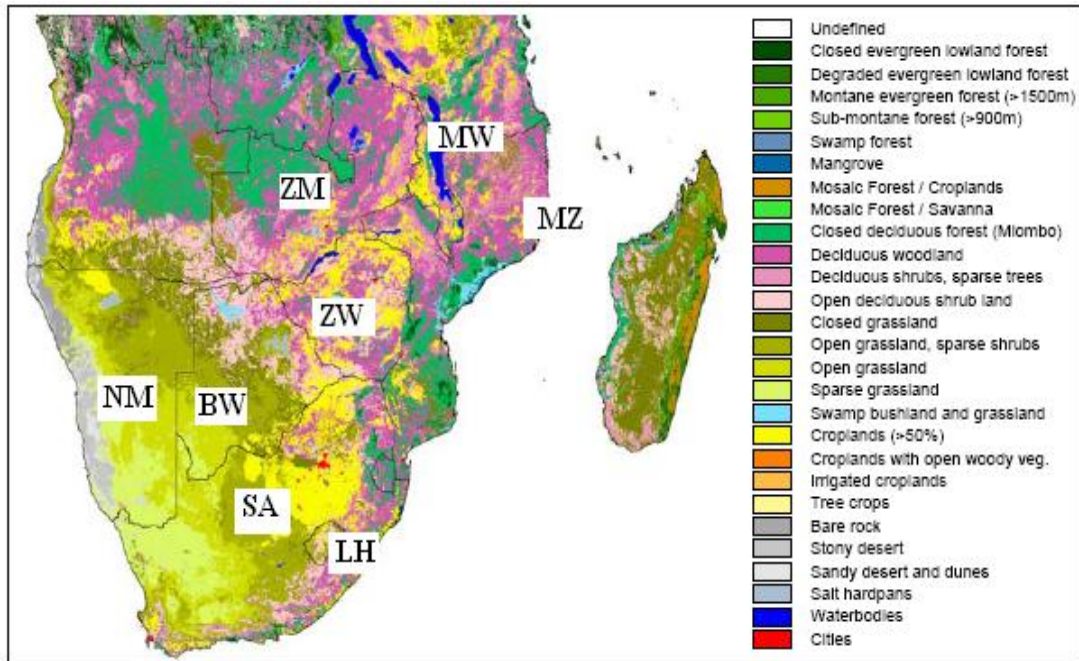 MW
ZM
MZ
ZW
NM
BW
SA
LH
Undefined
Closed evergreen lowland forest
Degraded evergreen lowland forest
Montane evergreen forest (>1500m)
Sub-montane forest (>900m)
Swamp forest
Mangrove
Mosaic Forest / Croplands
Mosaic Forest / Savanna
Closed deciduous forest (Miombo)
Deciduous woodland
Deciduous shrubs, sparse trees
Open deciduous shrub land
Closed grassland
Open grassland, sparse shrubs
Open grassland
Sparse grassland
Swamp bushland and grassland
Croplands (>50%)
Croplands with open woody veg.
Irrigated croplands
Tree crops
Bare rock
Stony desert
Sandy desert and dunes
Salt hardpans
Waterbodies
Cities